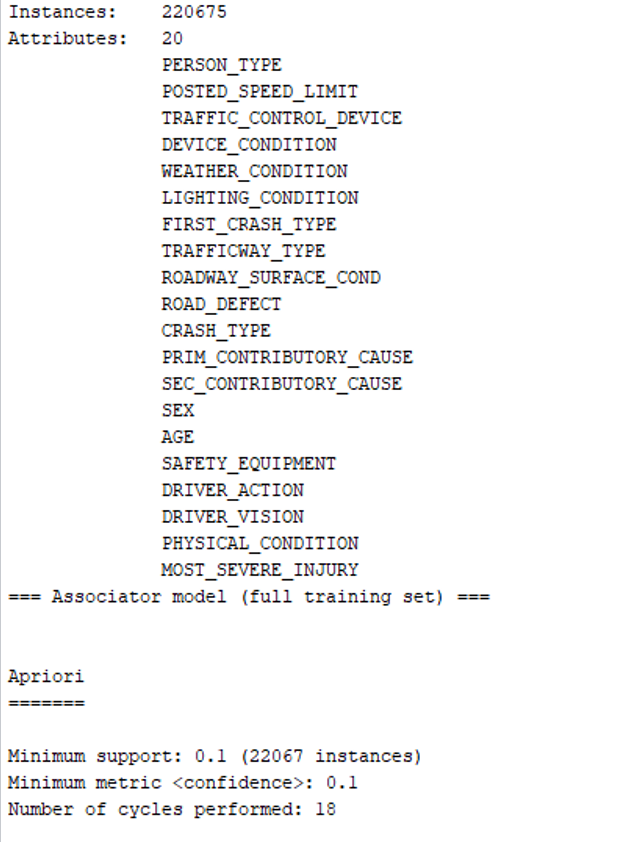 Instances:    220675
Attributes:   20
PERSON_TYPE
POSTED_SPEED_LIMIT
TRAFFIC_CONTROL_DEVICE
DEVICE_CONDITION
WEATHER_CONDITION
LIGHTING_CONDITION
FIRST_CRASH_TYPE
TRAFFICWAY_TYPE
ROADWAY_SURFACE_COND
ROAD_DEFECT
CRASH_TYPE
PRIM_CONTRIBUTORY_CAUSE
SEC_CONTRIBUTORY_CAUSE
SEX
AGE
SAFETY_EQUIPMENT
DRIVER_ACTION
DRIVER_VISION
PHYSICAL_CONDITION
MOST_SEVERE_INJURY
=== Associator model (full training set) ===
Apriori
=======
Minimum support: 0.1 (22067 instances)
Minimum metric <confidence>: 0.1
Number of cycles performed: 18